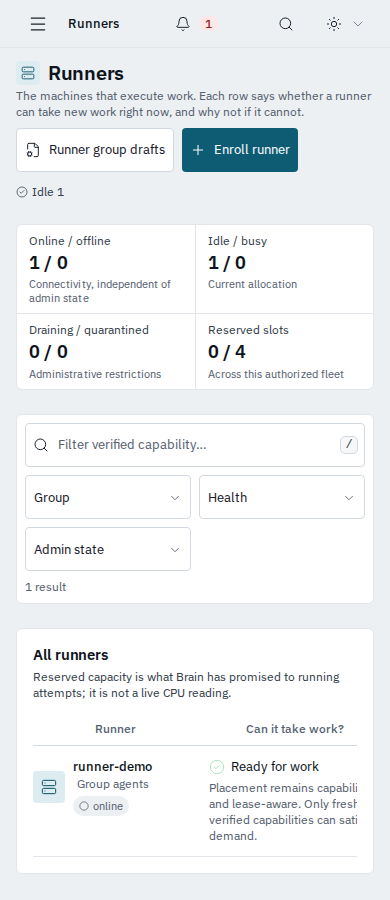 Runners
1
Runners
The machines that execute work. Each row says whether a runner
can take new work right now, and why not if it cannot.
Runner group drafts
Enroll runner
Idle 1
Online / offline
1 / 0
Connectivity, independent of
admin state
Idle / busy
1 / 0
Current allocation
Draining / quarantined
0 / 0
Administrative restrictions
Reserved slots
0 / 4
Across this authorized fleet
Filter verified capability...
/
Group
Health
Admin state
1 result
All runners
Reserved capacity is what Brain has promised to running
attempts; it is not a live CPU reading.
Runner
Can it take work?
runner-demo
Group agents
online
Ready for work
Placement remains
and lease-aware. Only
verified capabilities can
demand.